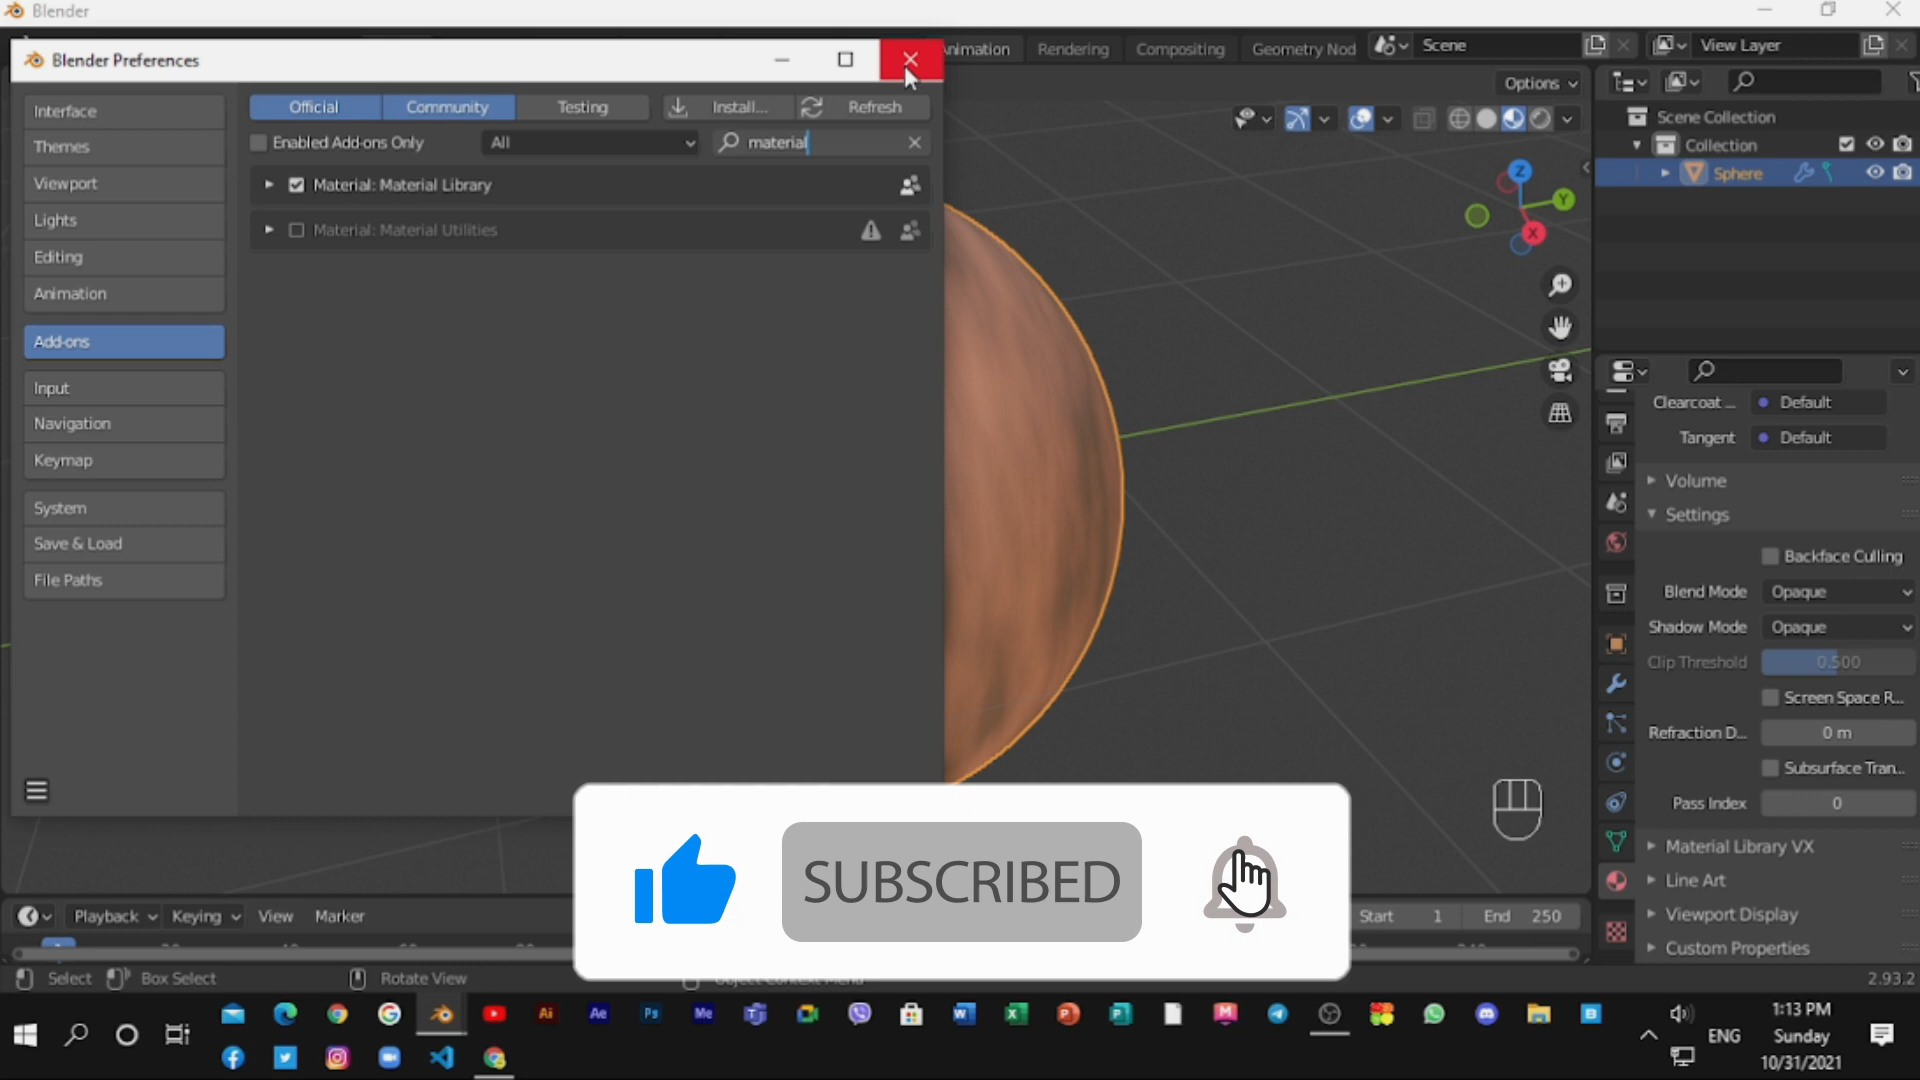 Blender
Blender Preferences
Animation
Rendering
Compositing
Geometry Nod
Scene
View Layer
Interface
Themes
Viewport
Lights
Editing
Animation
Add-ons
Input
Navigation
Keymap
System
Save & Load
File Paths
Official
Community
Testing
Install...
Refresh
Enabled Add-ons Only
All
material
Material: Material Library
Material: Material Utilities
Options
Z
Y
X
Scene Collection
Collection
Sphere
Clearcoat ...
Default
Tangent
Default
Volume
Settings
Backface Culling
Blend Mode
Opaque
Shadow Mode
Opaque
Clip Threshold
0.500
Screen Space R...
Refraction D...
0 m
Subsurface Tran...
Pass Index
0
Material Library VX
Line Art
Viewport Display
Custom Properties
SUBSCRIBED
Playback
Keying
View
Marker
Start
1
End
250
Select
Box Select
Rotate View
2.93.2
Ai
Ae
Ps
Me
ENG
1:13 PM
Sunday
10/31/2021